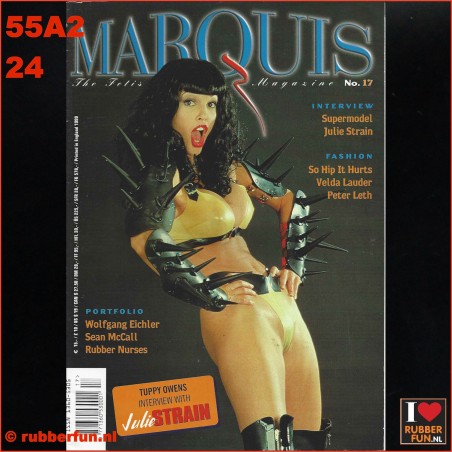 55A2
24
MARQUIS
The Fetis Magazine No. 17
INTERVIEW
Supermodel
Julie Strain
FASHION
So Hip It Hurts
Velda Lauder
Peter Leth
PORTFOLIO
Wolfgang Eichler
Sean McCall
Rubber Nurses
TUPPY OWENS
INTERVIEW WITH
Julie STRAIN
© rubberfun.nl
I
RUBBER
FUN.NL